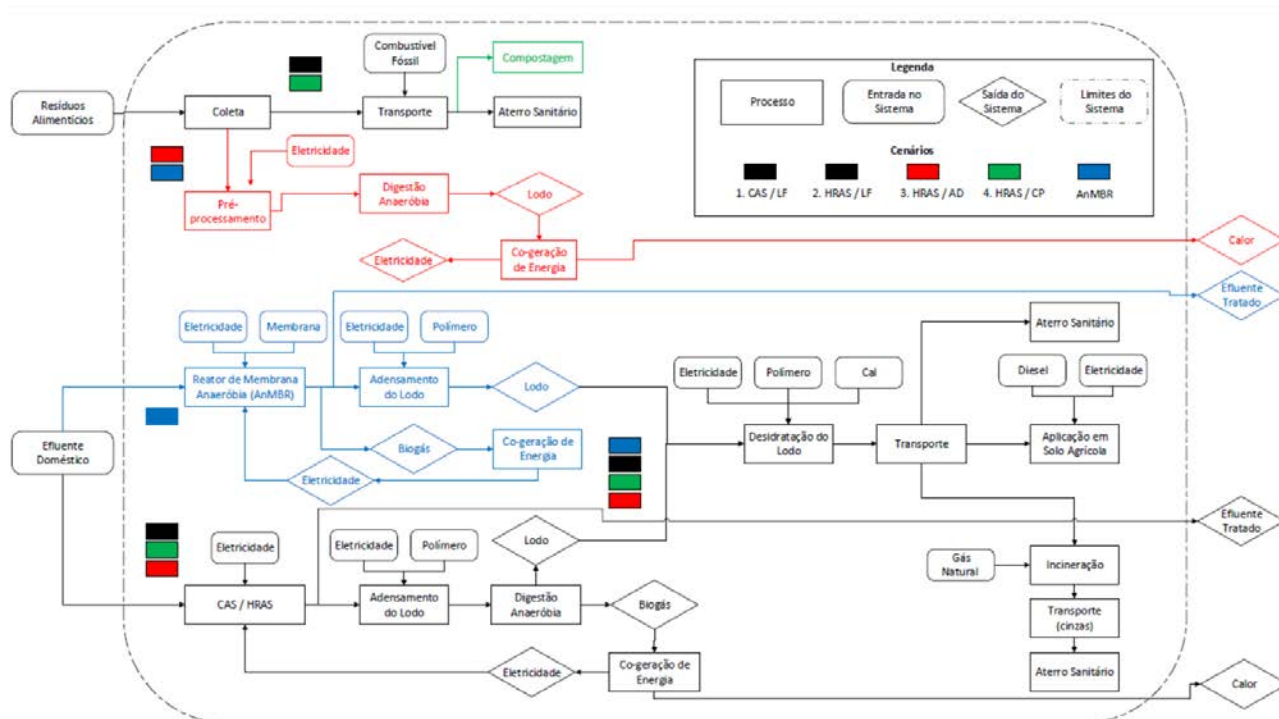 Combustível
Fóssil
Compostagem
Resíduos
Alimentícios
Coleta
Transporte
Aterro Sanitário
Eletricidade
Pré-
processamento
Digestão
Anaeróbia
Lodo
Eletricidade
Co-geração
de Energia
Calor
Legenda
Processo
Entrada no
Sistema
Saída do
Sistema
Limites do
Sistema
Cenários
1. CAS / LF
2. HRAS / LF
3. HRAS / AD
4. HRAS / CP
AnMBR
Efluente
Tratado
Eletricidade
Membrana
Eletricidade
Polímero
Reator de Membrana
Anaeróbia (AnMBR)
Adensamento
do Lodo
Lodo
Biogás
Co-geração de
Energia
Eletricidade
Efluente
Doméstico
Eletricidade
Polímero
Cal
Desidratação do
Lodo
Transporte
Aterro Sanitário
Diesel
Eletricidade
Aplicação em
Solo Agrícola
Efluente
Tratado
Gás
Natural
Incineração
Transporte
(cinzas)
Aterro Sanitário
Eletricidade
CAS / HRAS
Eletricidade
Polímero
Adensamento
do Lodo
Lodo
Digestão
Anaeróbia
Biogás
Co-geração de
Energia
Eletricidade
Calor